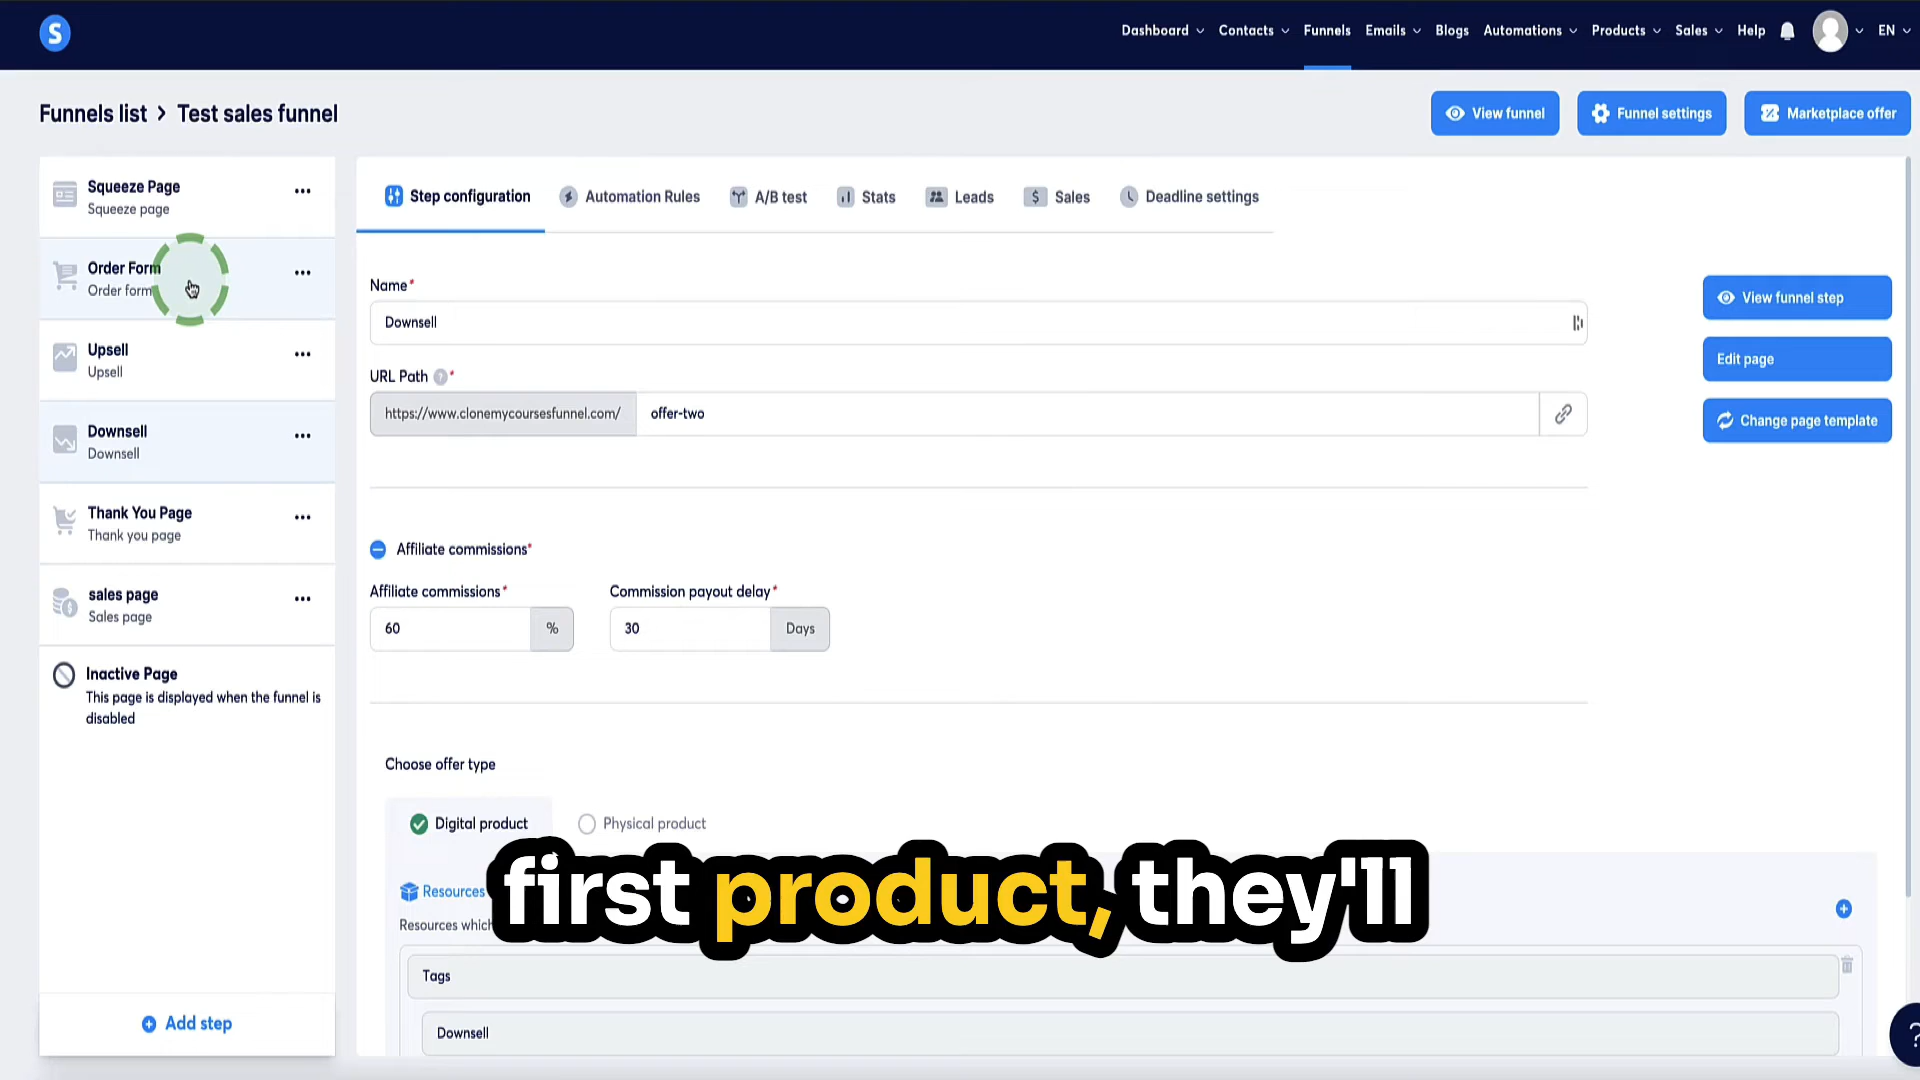 S
Dashboard
Contacts
Funnels
Emails
Blogs
Automations
Products
Sales
Help
EN
Funnels list > Test sales funnel
View funnel
Funnel settings
Marketplace offer
Squeeze Page
Squeeze page
Order Form
Order form
Upsell
Upsell
Downsell
Downsell
Thank You Page
Thank you page
sales page
Sales page
Inactive Page
This page is displayed when the funnel is
disabled
Add step
Step configuration
Automation Rules
A/B test
Stats
Leads
Sales
Deadline settings
Name*
Downsell
URL Path ?*
https://www.clonemycoursesfunnel.com/
offer-two
View funnel step
Edit page
Change page template
Affiliate commissions*
Affiliate commissions*
Commission payout delay*
60
%
30
Days
Choose offer type
Digital product
Physical product
Resources
Resources which
first product, they'll
Tags
Downsell
?